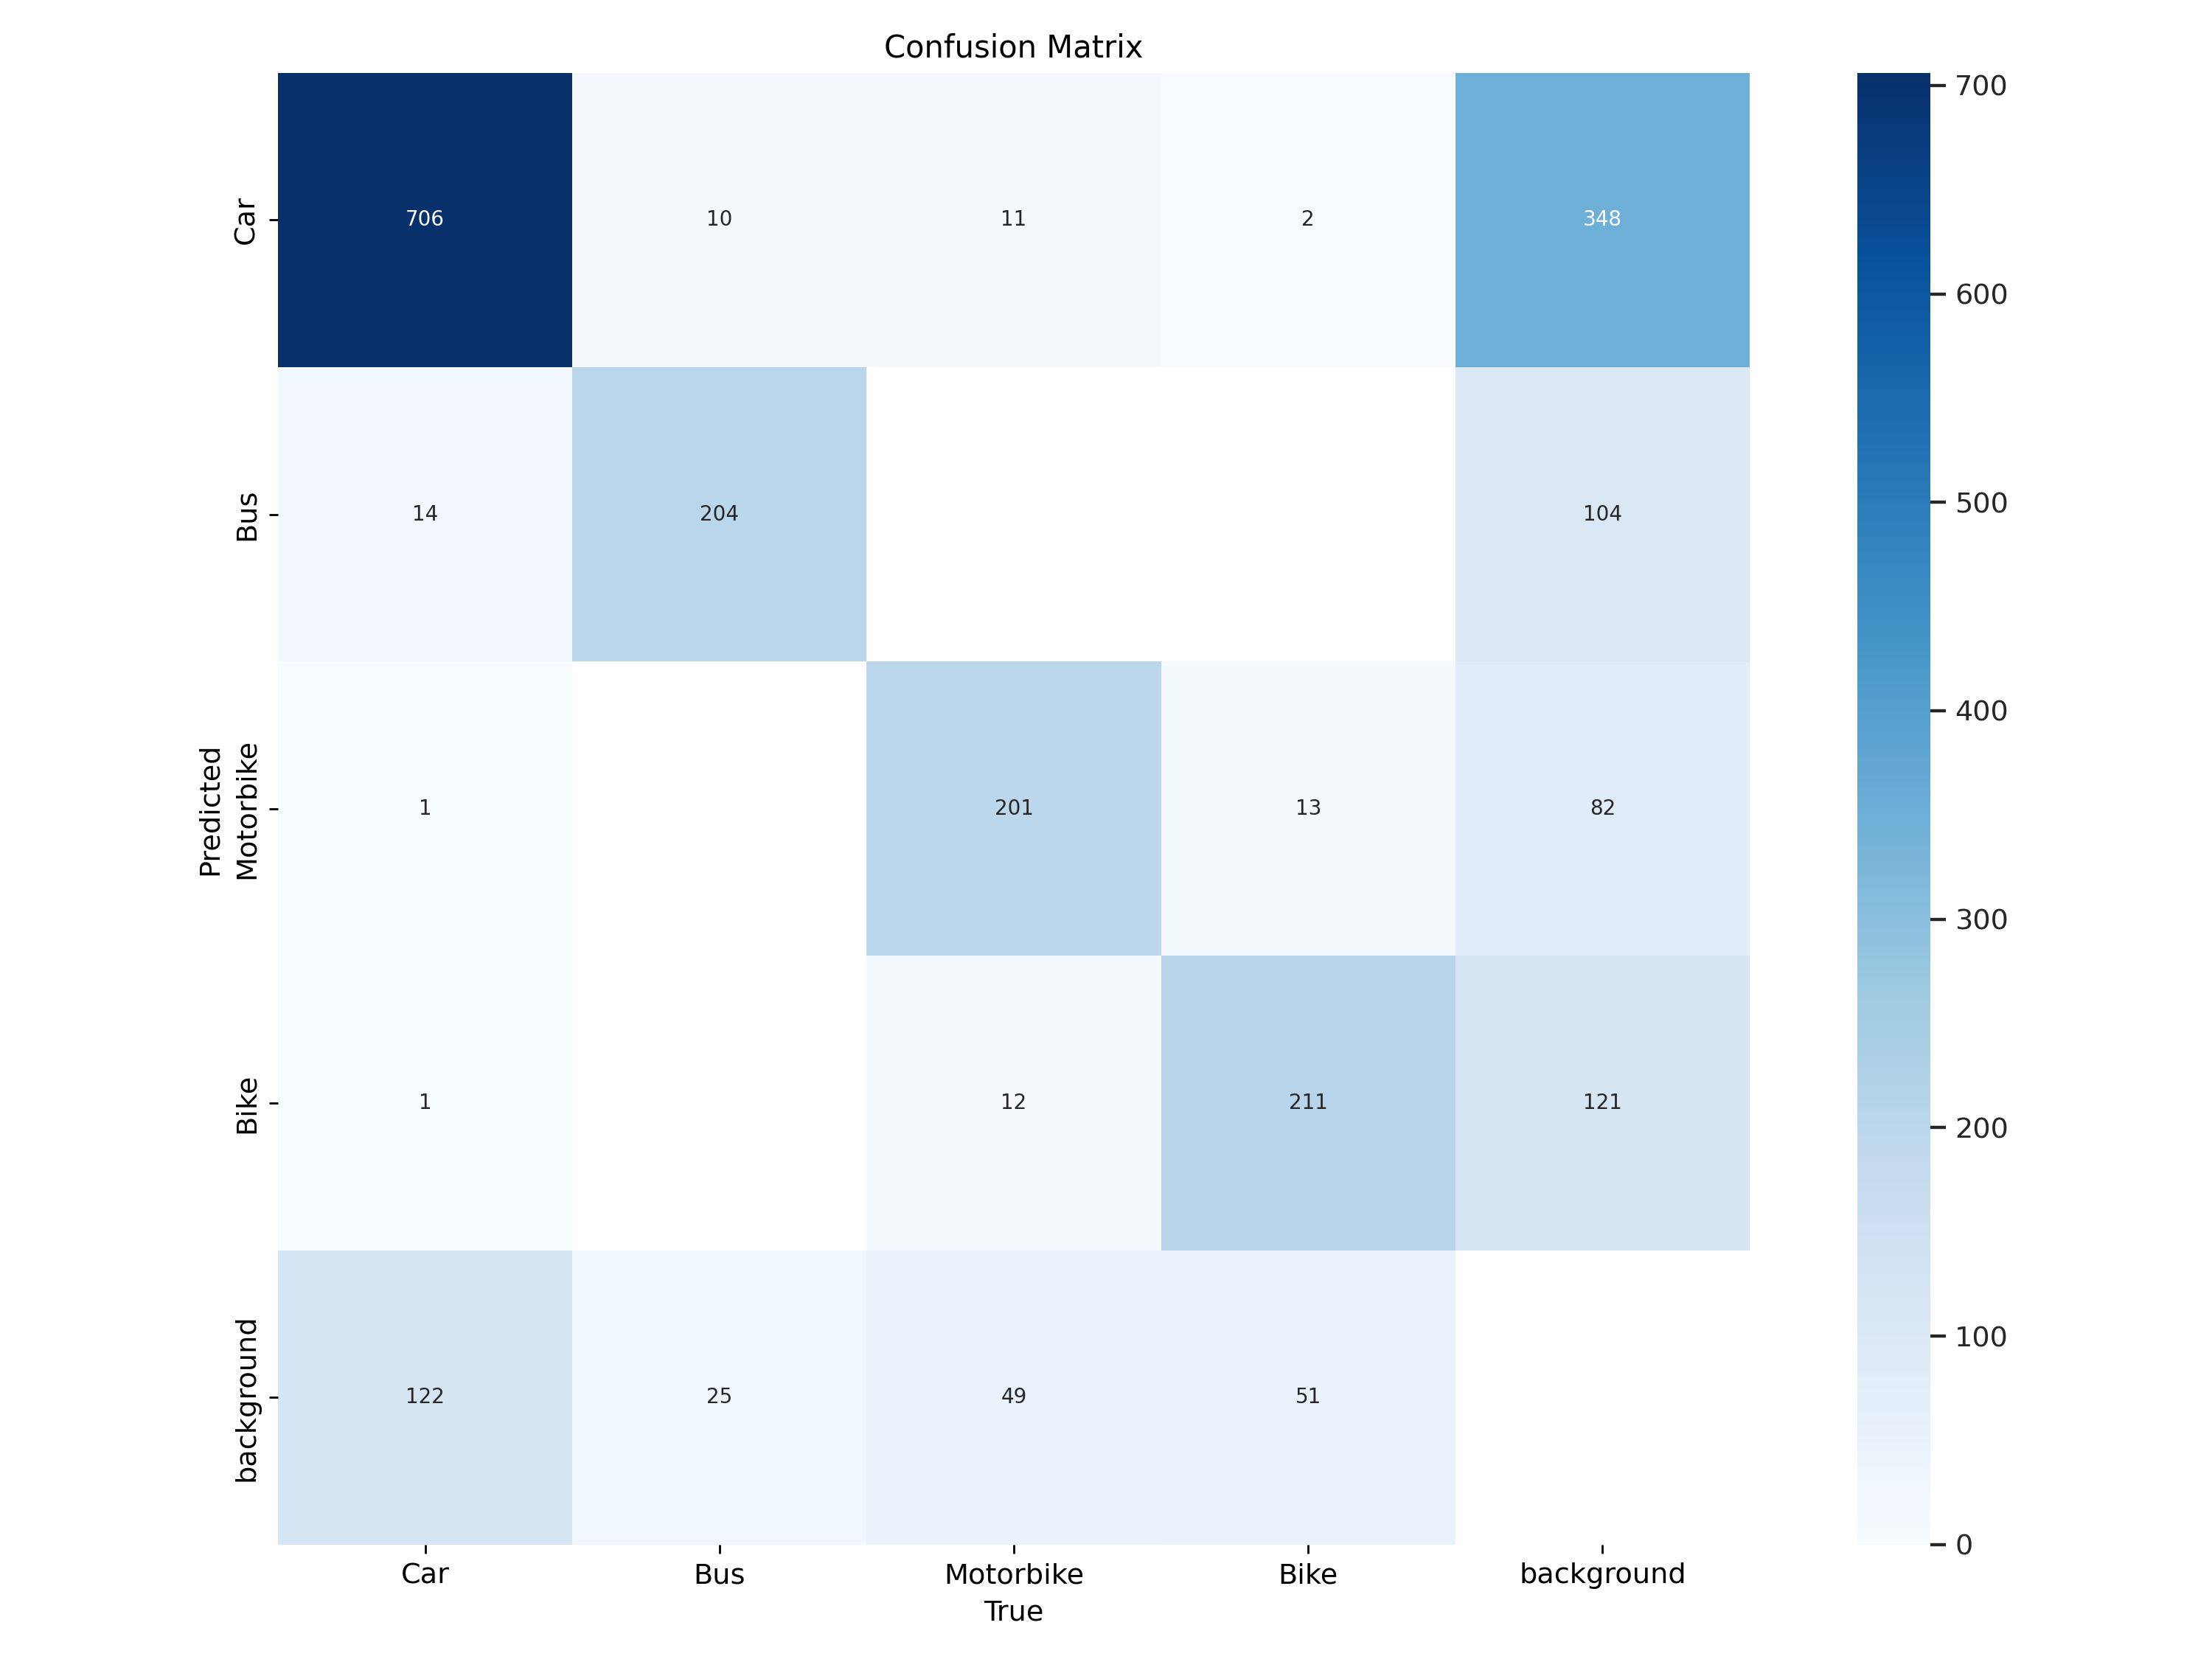 Confusion Matrix
Car
706 10 11 2 348
700
600
Bus
14 204 104
500
Predicted
Motorbike
1 201 13 82
400
300
Bike
1 12 211 121
200
100
background
122 25 49 51
0
Car Bus Motorbike Bike background
True